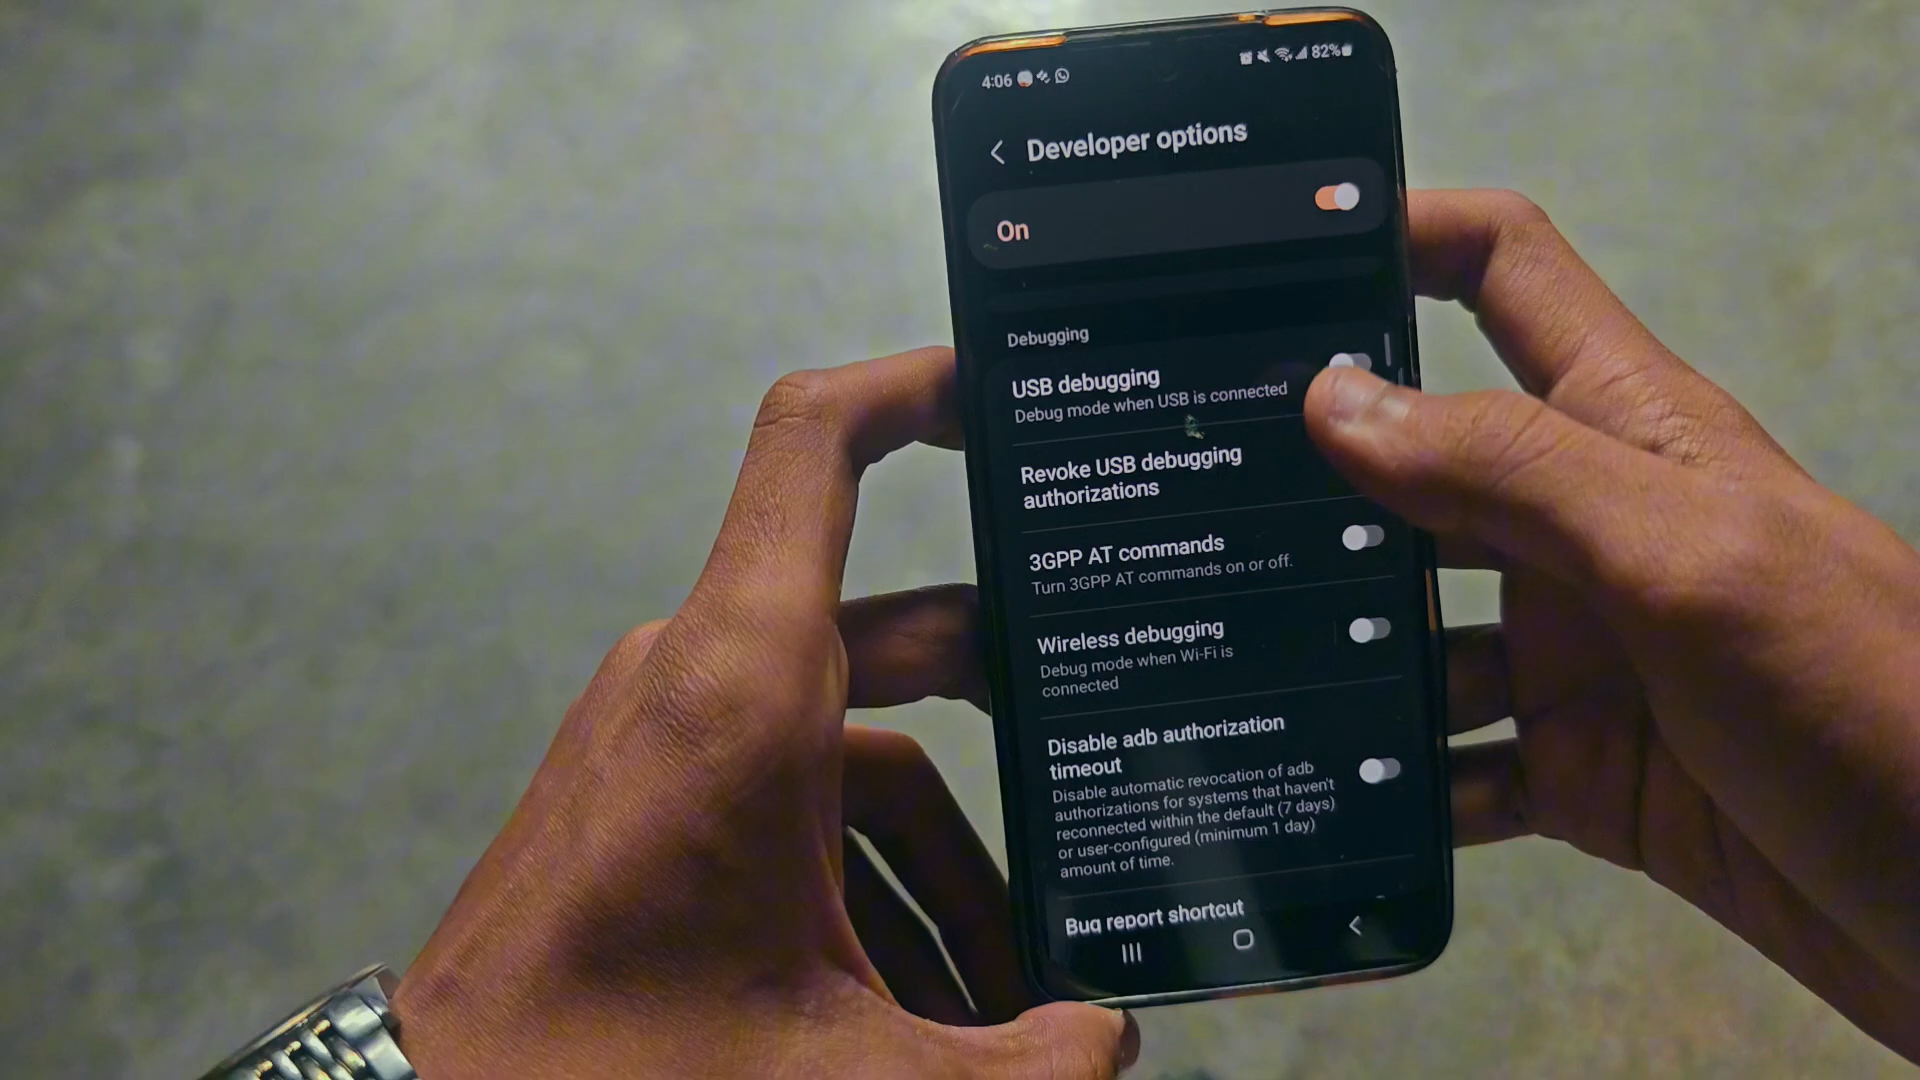 4:06
82%
Developer options
On
Debugging
USB debugging
Debug mode when USB is connected
Revoke USB debugging
authorizations
3GPP AT commands
Turn 3GPP AT commands on or off.
Wireless debugging
Debug mode when Wi-Fi is
connected
Disable adb authorization
timeout
Disable automatic revocation of adb
authorizations for systems that haven't
reconnected within the default (7 days)
or user-configured (minimum 1 day)
amount of time.
Bug report shortcut